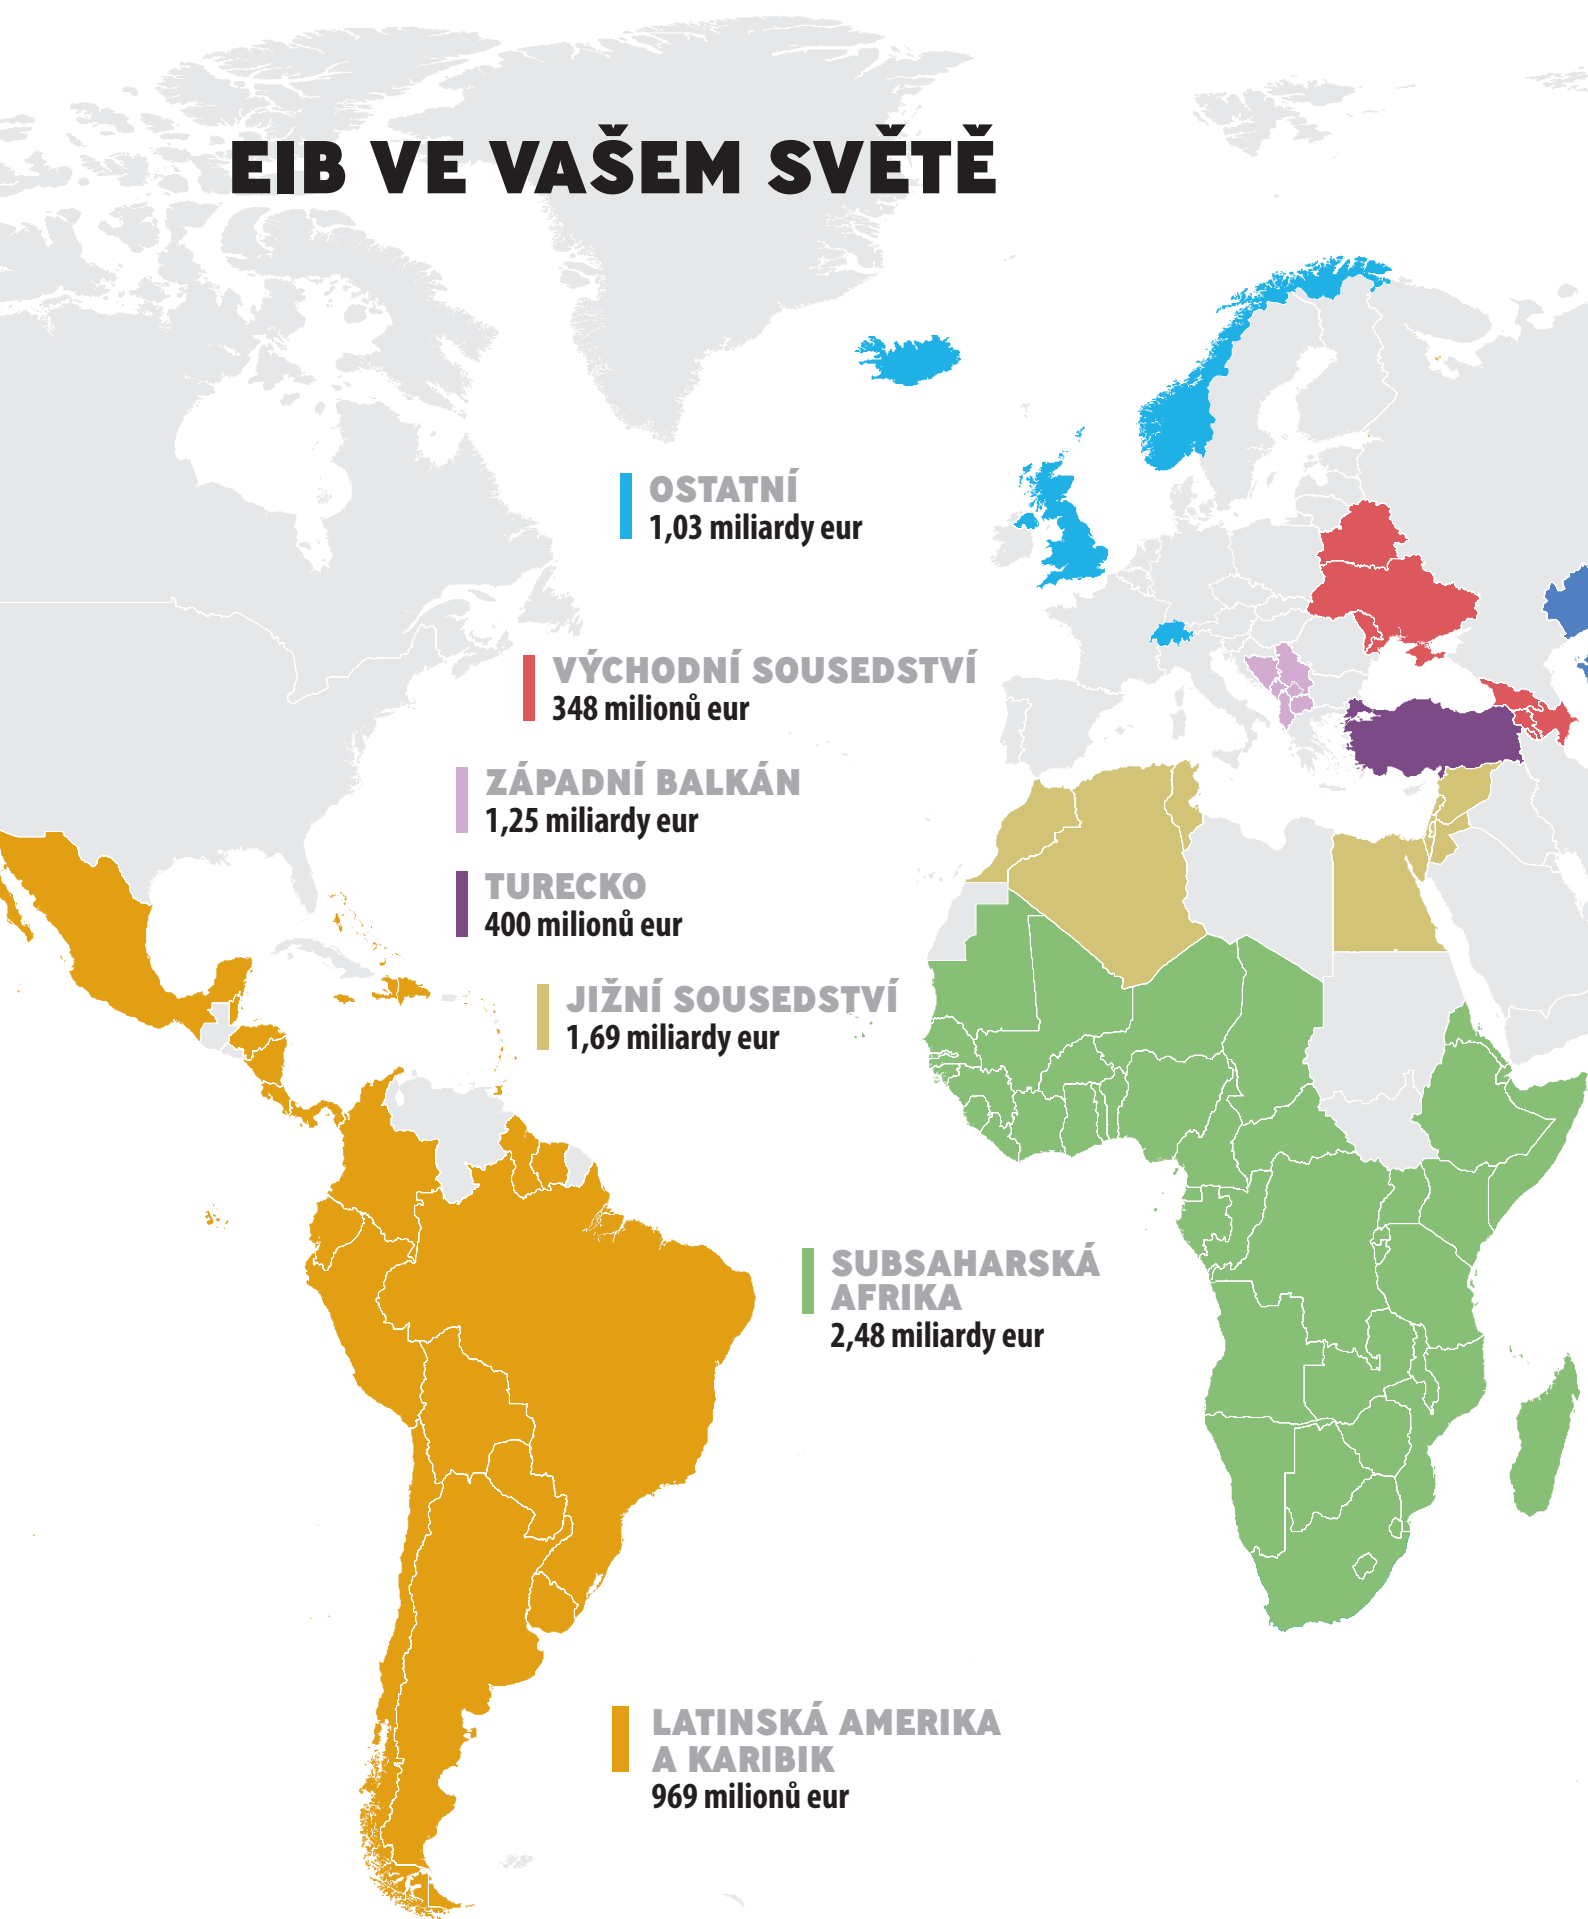 EIB VE VAŠEM SVĚTĚ
OSTATNÍ
1,03 miliardy eur
VÝCHODNÍ SOUSEDSTVÍ
348 milionů eur
ZÁPADNÍ BALKÁN
1,25 miliardy eur
TURECKO
400 milionů eur
JIŽNÍ SOUSEDSTVÍ
1,69 miliardy eur
SUBSAHARSKÁ
AFRIKA
2,48 miliardy eur
LATINSKÁ AMERIKA
A KARIBIK
969 milionů eur